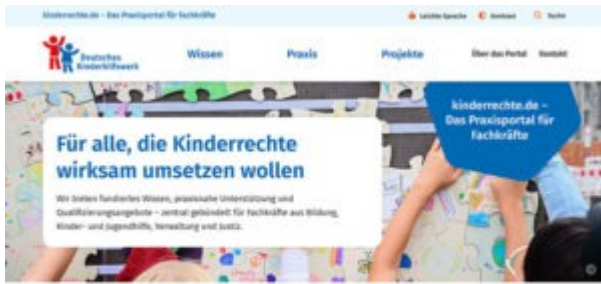 kinderrechte.de – Das Praxisportal für Fachkräfte
Leichte Sprache Kontrast Suche
Deutsches
Kinderhilfswerk
Wissen Praxis Projekte Über das Portal Kontakt
kinderrechte.de –
Das Praxisportal für
Fachkräfte
Für alle, die Kinderrechte
wirksam umsetzen wollen
Wir bieten fundiertes Wissen, praxisnahe Unterstützung und
Qualifizierungsangebote – zentral gebündelt für Fachkräfte aus Bildung,
Kinder- und Jugendhilfe, Verwaltung und Justiz.